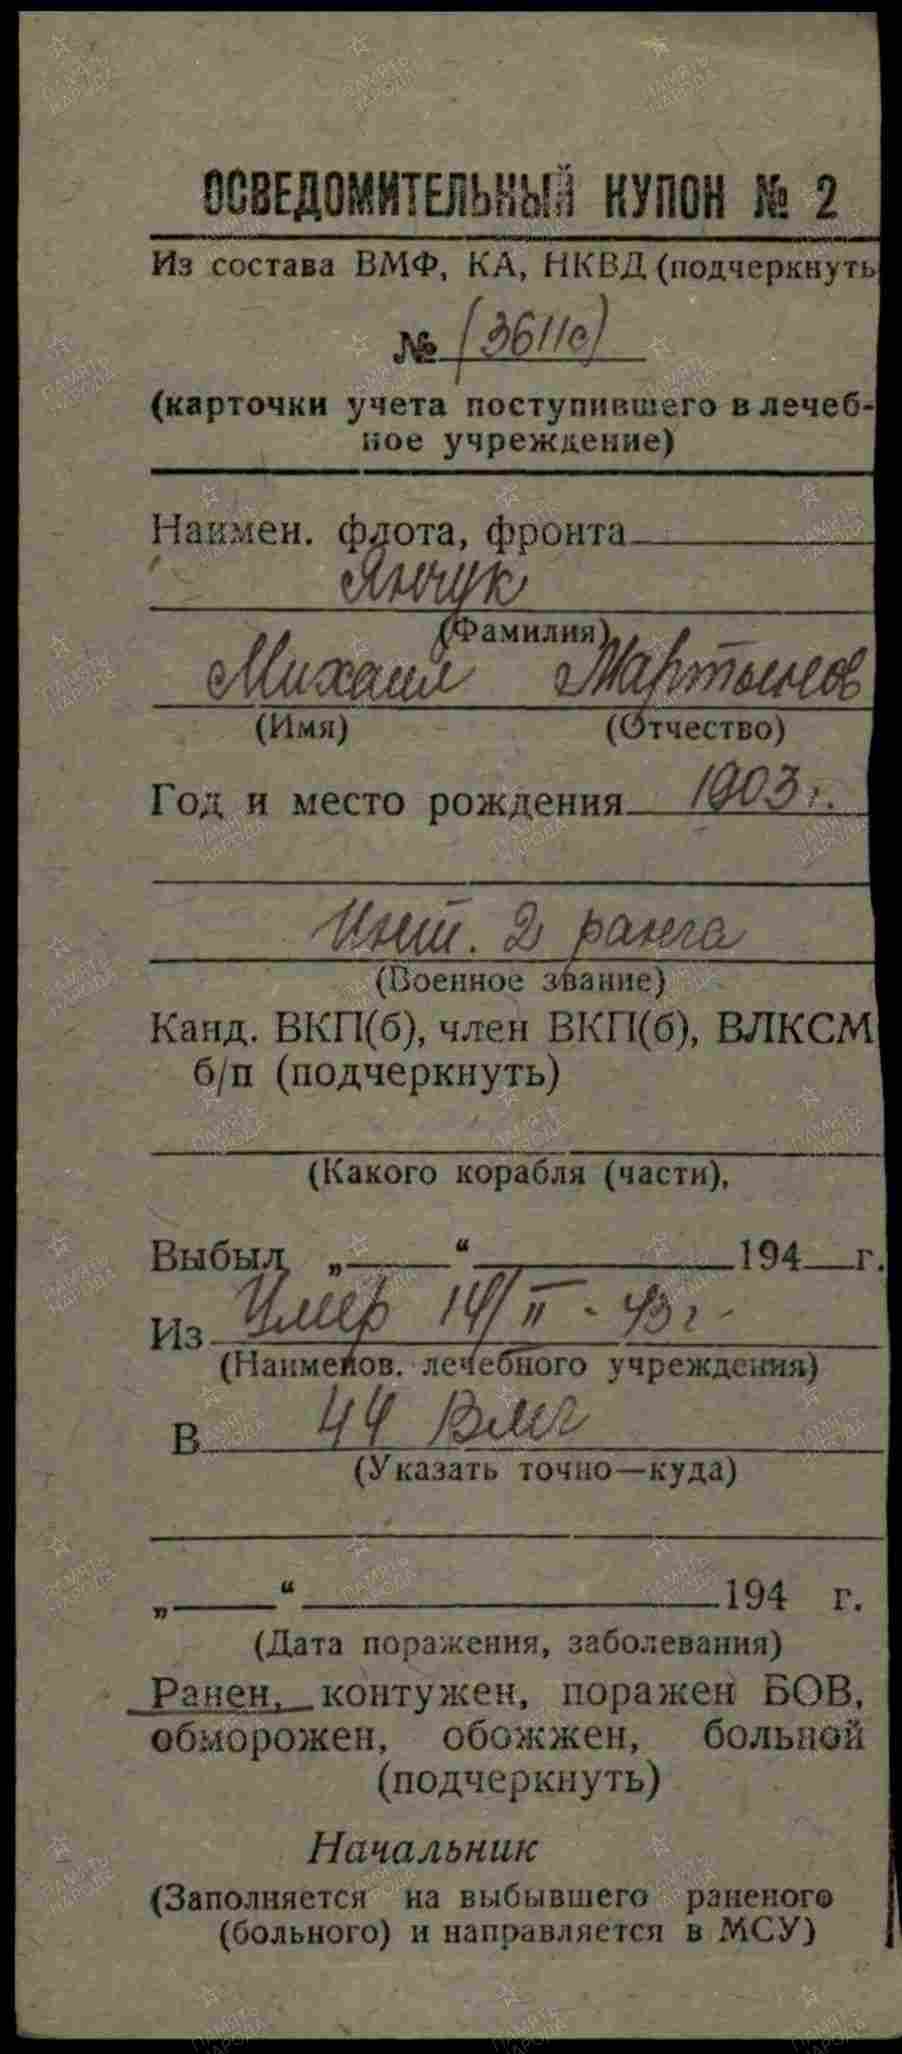 ОСВЕДОМИТЕЛЬНЫЙ КУПОН № 2
Из состава ВМФ, КА, НКВД (подчеркнуть
№ (3611с)
(карточки учета поступившего в лечеб-
ное учреждение)
Наимен. флота, фронта
Янчук
(Фамилия)
Михаил Мартынов
(Имя) (Отчество)
Год и место рождения 1903 г.
Инт. 2 ранга
(Военное звание)
Канд. ВКП(б), член ВКП(б), ВЛКСМ
б/п (подчеркнуть)
(Какого корабля (части),
Выбыл „ “ 194 г.
Из Умер 14/II - 43 г.
(Наименов. лечебного учреждения)
В 44 ВМГ
(Указать точно—куда)
„ “ 194 г.
(Дата поражения, заболевания)
Ранен, контужен, поражен БОВ,
обморожен, обожжен, больной
(подчеркнуть)
Начальник
(Заполняется на выбывшего раненого
(больного) и направляется в МСУ)
ПАМЯТЬ НАРОДА